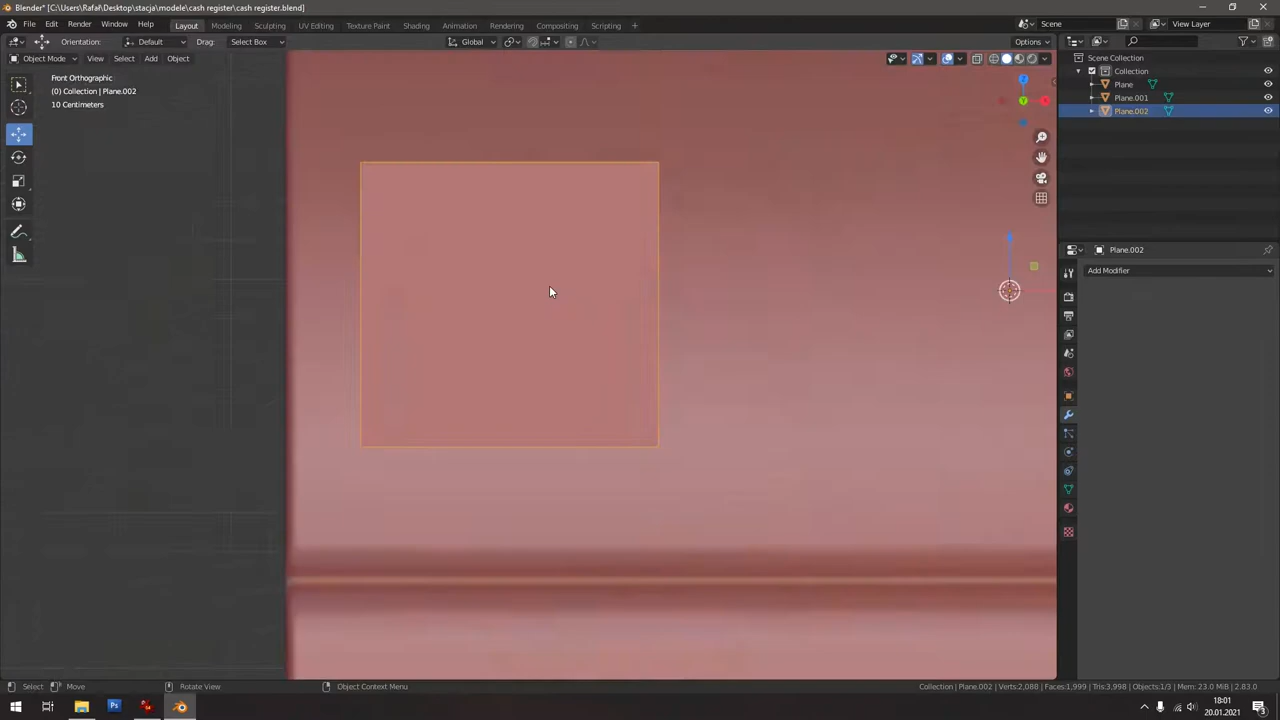 Blender* [C:\Users\Rafał\Desktop\stacja\modele\cash register\cash register.blend]
File Edit Render Window Help Layout Modeling Sculpting UV Editing Texture Paint Shading Animation Rendering Compositing Scripting + Scene View Layer
Orientation: Default Drag: Select Box Global Options
Object Mode View Select Add Object
Front Orthographic
(0) Collection | Plane.002
10 Centimeters
Scene Collection
Collection
Plane
Plane.001
Plane.002
Plane.002
Add Modifier
Select Move Rotate View Object Context Menu Collection | Plane.002 | Verts:2,088 | Faces:1,999 | Tris:3,998 | Objects:1/3 | Mem: 23.0 MiB | 2.83.0
18:01
20.01.2021